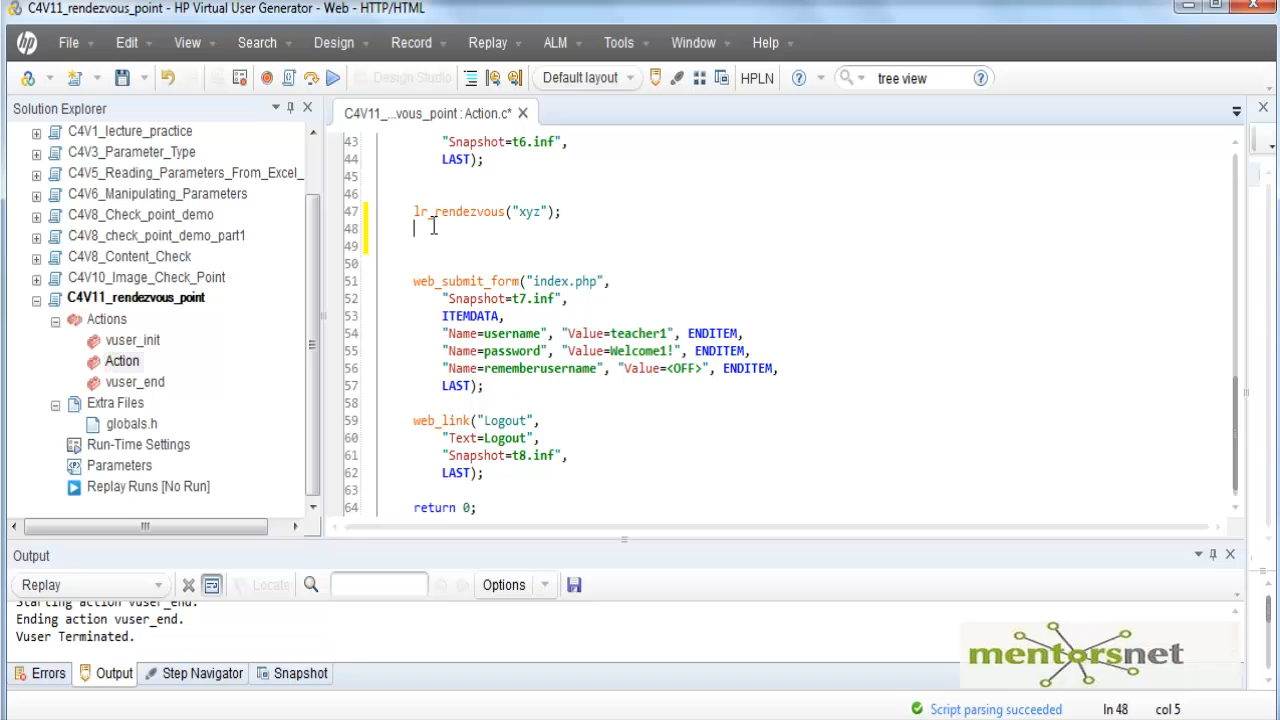 C4V11_rendezvous_point - HP Virtual User Generator - Web - HTTP/HTML
hp File Edit View Search Design Record Replay ALM Tools Window Help
Design Studio Default layout HPLN tree view
Solution Explorer
C4V1_lecture_practice
C4V3_Parameter_Type
C4V5_Reading_Parameters_From_Excel_
C4V6_Manipulating_Parameters
C4V8_Check_point_demo
C4V8_check_point_demo_part1
C4V8_Content_Check
C4V10_Image_Check_Point
C4V11_rendezvous_point
Actions
vuser_init
Action
vuser_end
Extra Files
globals.h
Run-Time Settings
Parameters
Replay Runs [No Run]
C4V11_...vous_point : Action.c*
43 "Snapshot=t6.inf",
44 LAST);
45
46
47 lr_rendezvous("xyz");
48
49
50
51 web_submit_form("index.php",
52 "Snapshot=t7.inf",
53 ITEMDATA,
54 "Name=username", "Value=teacher1", ENDITEM,
55 "Name=password", "Value=Welcome1!", ENDITEM,
56 "Name=rememberusername", "Value=<OFF>", ENDITEM,
57 LAST);
58
59 web_link("Logout",
60 "Text=Logout",
61 "Snapshot=t8.inf",
62 LAST);
63
64 return 0;
Output
Replay Locate Options
Starting action vuser_end.
Ending action vuser_end.
Vuser Terminated.
mentorsnet
Errors Output Step Navigator Snapshot
Script parsing succeeded ln 48 col 5